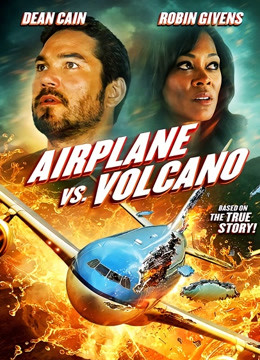 DEAN CAIN ROBIN GIVENS
AIRPLANE
VS. VOLCANO
BASED ON
THE TRUE
STORY!